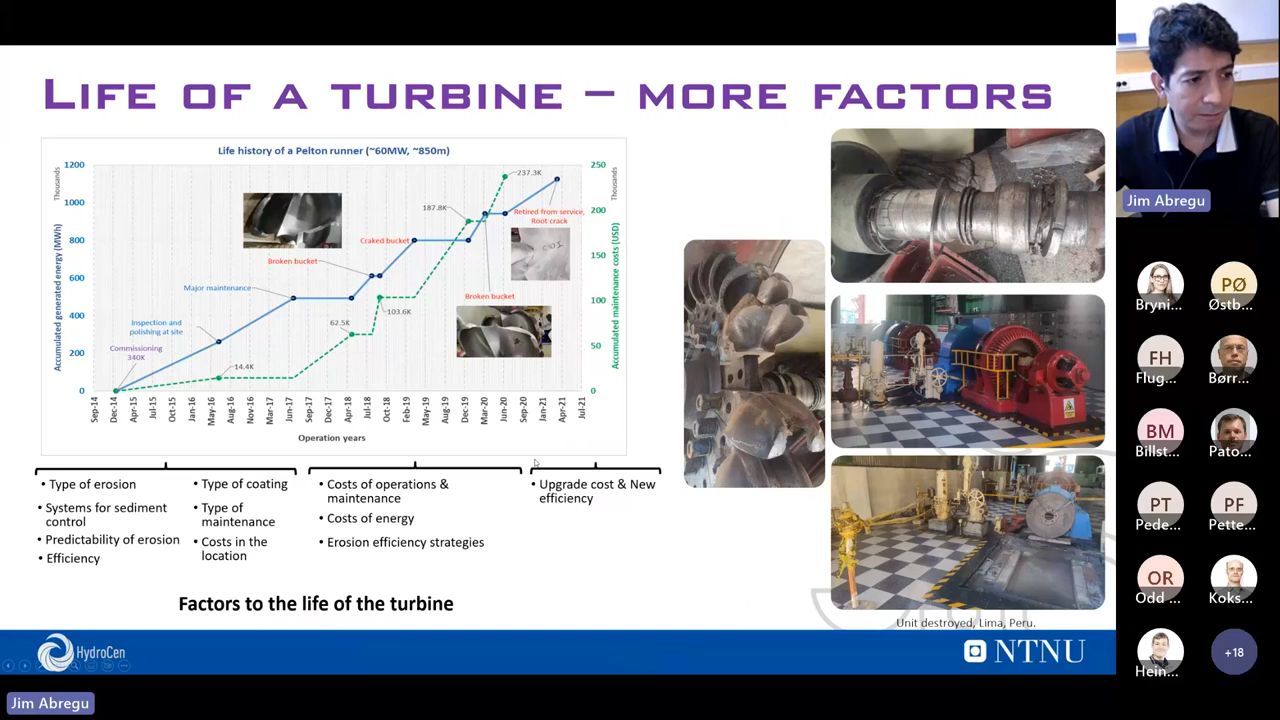 LIFE OF A TURBINE – MORE FACTORS
Life history of a Pelton runner (~60MW, ~850m)
Thousands
Accumulated generated energy (MWh)
1200
1000
800
600
400
200
0
250
200
150
100
50
0
Thousands
Accumulated maintenance costs (USD)
Commissioning
340K
Inspection and
polishing at site
14.4K
Major maintenance
62.5K
Broken bucket
103.6K
Craked bucket
187.8K
Broken bucket
237.3K
Retired from service,
Root crack
Sep-14
Dec-14
Apr-15
Jul-15
Oct-15
Jan-16
May-16
Aug-16
Nov-16
Mar-17
Jun-17
Sep-17
Dec-17
Apr-18
Jul-18
Oct-18
Feb-19
May-19
Aug-19
Dec-19
Mar-20
Jun-20
Sep-20
Jan-21
Apr-21
Jul-21
Operation years
• Type of erosion
• Systems for sediment
control
• Predictability of erosion
• Efficiency
• Type of coating
• Type of
maintenance
• Costs in the
location
• Costs of operations &
maintenance
• Costs of energy
• Erosion efficiency strategies
• Upgrade cost & New
efficiency
Factors to the life of the turbine
Unit destroyed, Lima, Peru.
HydroCen
NTNU
Jim Abregu
Jim Abregu
Bryni...
PØ
Østb...
FH
Flug...
Børr...
BM
Billst...
Pato...
PT
Pede...
PF
Pette...
OR
Odd ...
Koks...
Hein...
+18